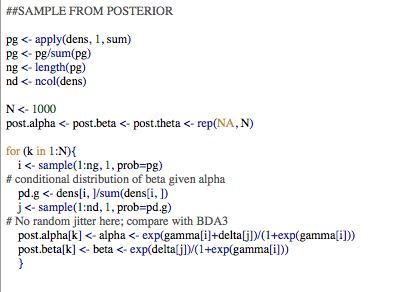 ##SAMPLE FROM POSTERIOR
pg <- apply(dens, 1, sum)
pg <- pg/sum(pg)
ng <- length(pg)
nd <- ncol(dens)
N <- 1000
post.alpha <- post.beta <- post.theta <- rep(NA, N)
for (k in 1:N){
i <- sample(1:ng, 1, prob=pg)
# conditional distribution of beta given alpha
pd.g <- dens[i, ]/sum(dens[i, ])
j <- sample(1:nd, 1, prob=pd.g)
# No random jitter here; compare with BDA3
post.alpha[k] <- alpha <- exp(gamma[i]+delta[j])/(1+exp(gamma[i]))
post.beta[k] <- beta <- exp(delta[j])/(1+exp(gamma[i]))
}